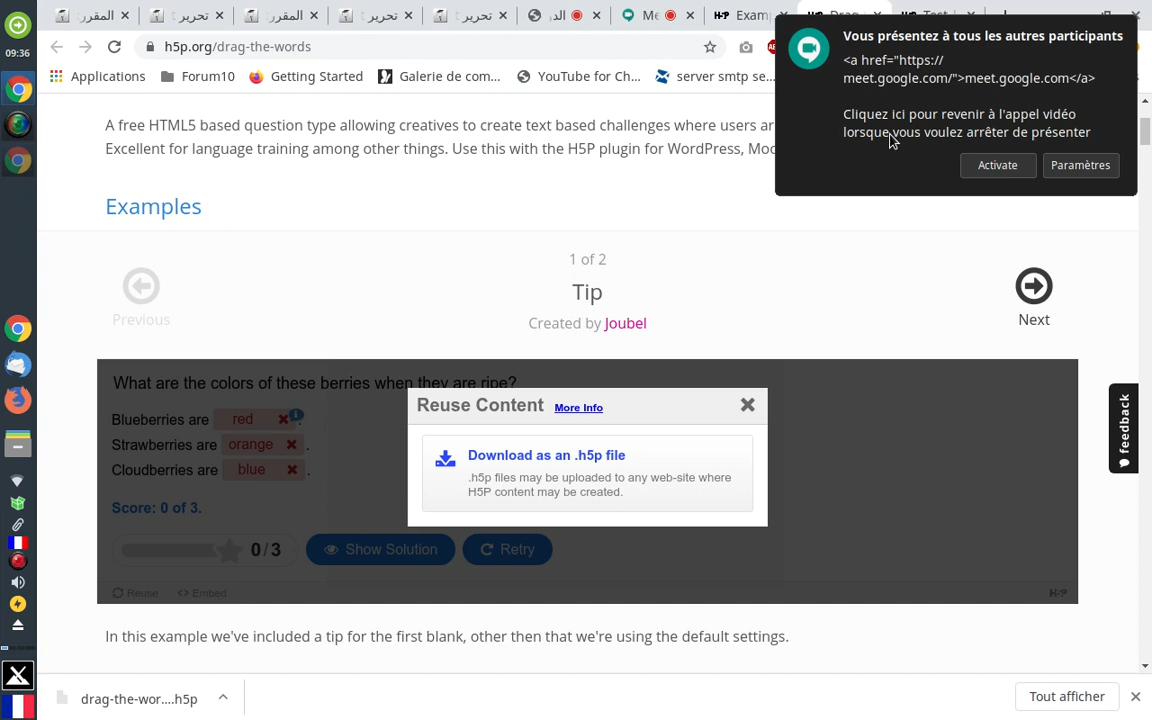 المقرر
تحرير
المقرر
تحرير
تحرير
الد
Me
H-P Exam
09:36
h5p.org/drag-the-words
Applications
Forum10
Getting Started
Galerie de com...
YouTube for Ch...
server smtp se...
Vous présentez à tous les autres participants
<a href="https://
meet.google.com/">meet.google.com</a>
Cliquez ici pour revenir à l'appel vidéo
lorsque vous voulez arrêter de présenter
Activate
Paramètres
A free HTML5 based question type allowing creatives to create text based challenges where users ar
Excellent for language training among other things. Use this with the H5P plugin for WordPress, Moo
Examples
1 of 2
Tip
Created by Joubel
Previous
Next
What are the colors of these berries when they are ripe?
Blueberries are red .
Strawberries are orange .
Cloudberries are blue .
Score: 0 of 3.
0/3
Show Solution
Retry
Reuse
Embed
H-P
Reuse Content More Info
Download as an .h5p file
.h5p files may be uploaded to any web-site where
H5P content may be created.
feedback
In this example we've included a tip for the first blank, other then that we're using the default settings.
drag-the-wor....h5p
Tout afficher